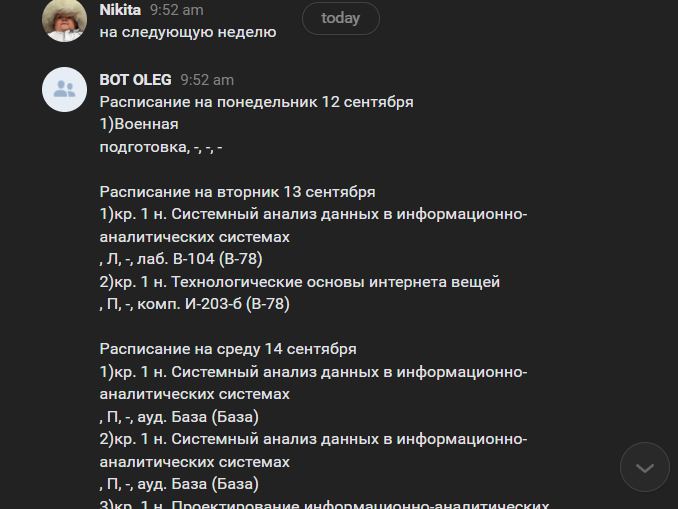 Nikita 9:52 am
today
на следующую неделю
BOT OLEG 9:52 am
Расписание на понедельник 12 сентября
1)Военная
подготовка, -, -, -
Расписание на вторник 13 сентября
1)кр. 1 н. Системный анализ данных в информационно-
аналитических системах
, Л, -, лаб. В-104 (В-78)
2)кр. 1 н. Технологические основы интернета вещей
, П, -, комп. И-203-б (В-78)
Расписание на среду 14 сентября
1)кр. 1 н. Системный анализ данных в информационно-
аналитических системах
, П, -, ауд. База (База)
2)кр. 1 н. Системный анализ данных в информационно-
аналитических системах
, П, -, ауд. База (База)
3)кр. 1 н. Проектирование информационно-аналитических